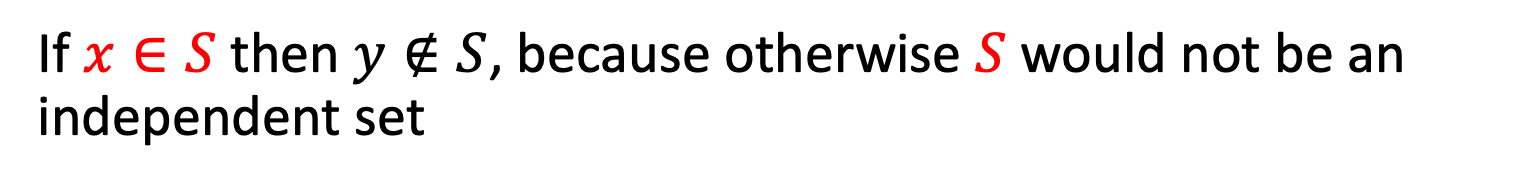 If x ∈ S then y ∉ S, because otherwise S would not be an
independent set